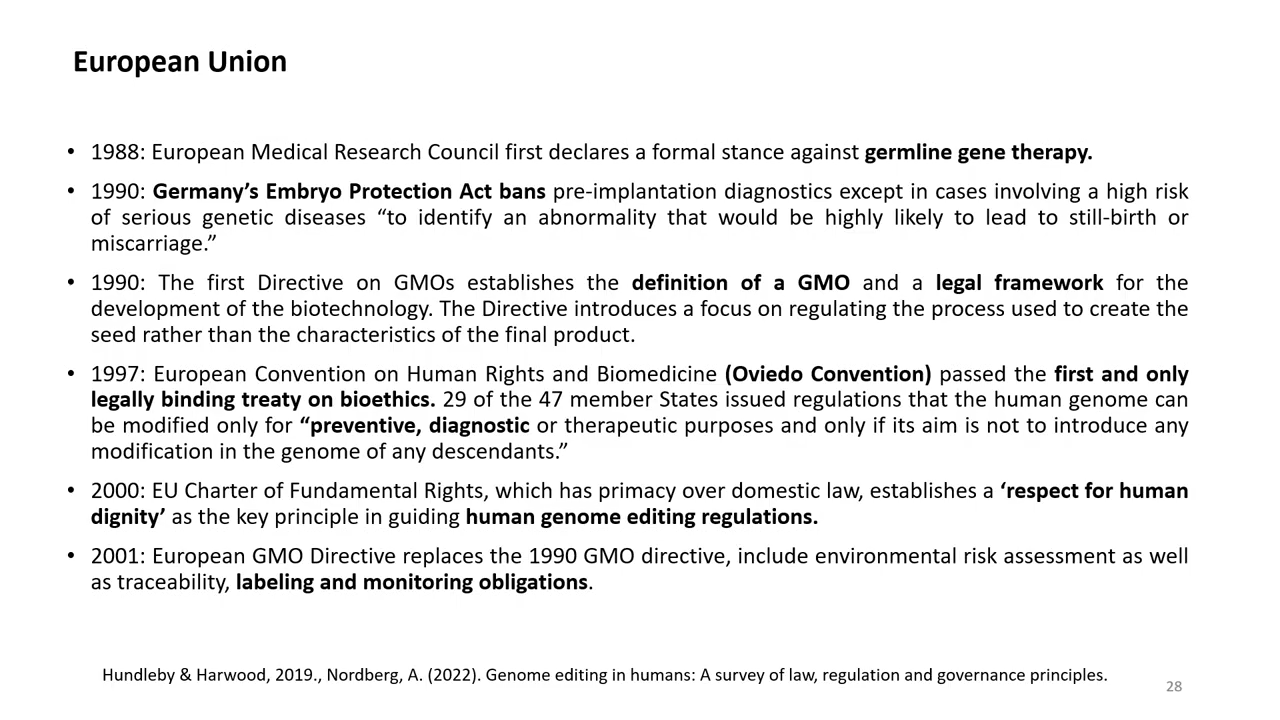 European Union
• 1988: European Medical Research Council first declares a formal stance against germline gene therapy.
• 1990: Germany’s Embryo Protection Act bans pre-implantation diagnostics except in cases involving a high risk
of serious genetic diseases “to identify an abnormality that would be highly likely to lead to still-birth or
miscarriage.”
• 1990: The first Directive on GMOs establishes the definition of a GMO and a legal framework for the
development of the biotechnology. The Directive introduces a focus on regulating the process used to create the
seed rather than the characteristics of the final product.
• 1997: European Convention on Human Rights and Biomedicine (Oviedo Convention) passed the first and only
legally binding treaty on bioethics. 29 of the 47 member States issued regulations that the human genome can
be modified only for “preventive, diagnostic or therapeutic purposes and only if its aim is not to introduce any
modification in the genome of any descendants.”
• 2000: EU Charter of Fundamental Rights, which has primacy over domestic law, establishes a ‘respect for human
dignity’ as the key principle in guiding human genome editing regulations.
• 2001: European GMO Directive replaces the 1990 GMO directive, include environmental risk assessment as well
as traceability, labeling and monitoring obligations.
Hundleby & Harwood, 2019., Nordberg, A. (2022). Genome editing in humans: A survey of law, regulation and governance principles.
28